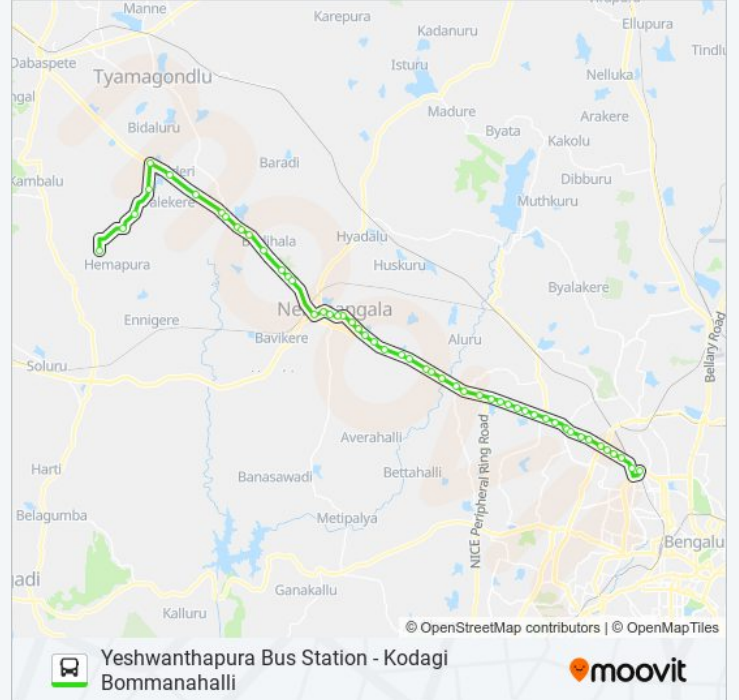 Manne
Karepura
Kadanuru
Ellupura
Dabaspete
Isturu
Tyamagondlu
Nelluka
Madure
Arakere
Bidaluru
Byata
Kakolu
Baradi
Kambalu
Dibburu
Muthkuru
Hyadalu
Hemapura
Huskuru
Byalakere
Ennigere
Bavikere
Aluru
Bellary Road
Soluru
Averahalli
NICE Peripheral Ring Road
Harti
Banasawadi
Bettahalli
Belagumba
Metipalya
Bengalu
adi
Ganakallu
Kalluru
© OpenStreetMap contributors | © OpenMapTiles
Yeshwanthapura Bus Station - Kodagi
Bommanahalli
moovit